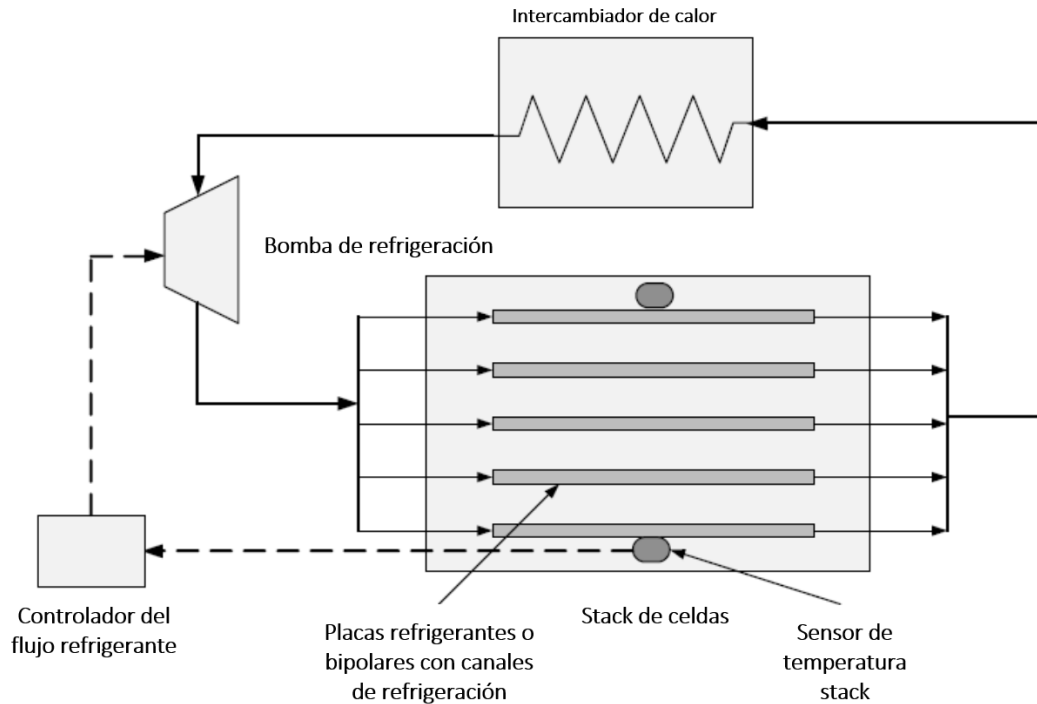 Intercambiador de calor
Bomba de refrigeración
Controlador del
flujo refrigerante
Placas refrigerantes o
bipolares con canales
de refrigeración
Stack de celdas
Sensor de
temperatura
stack